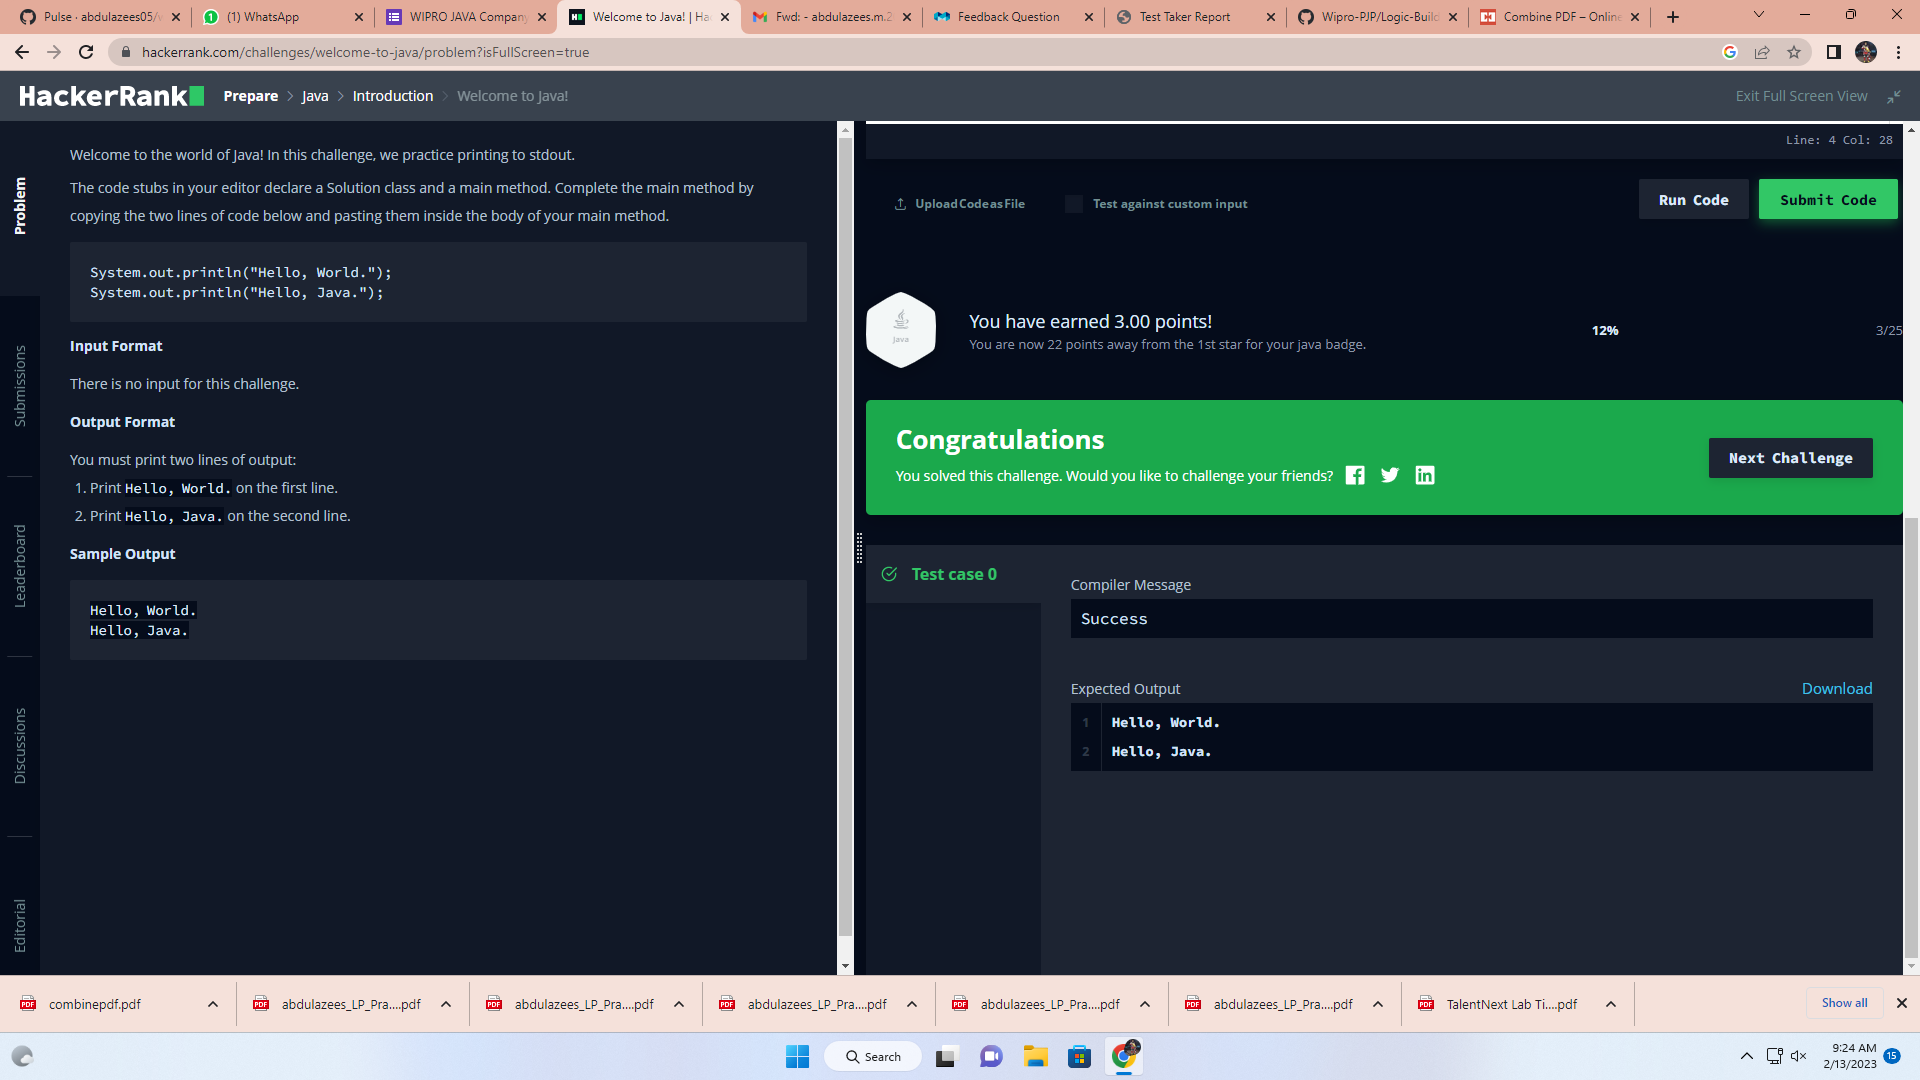 Pulse · abdulazees05/w
(1) WhatsApp
WIPRO JAVA Company
Welcome to Java! | Ha
Fwd: - abdulazees.m.2
Feedback Question
Test Taker Report
Wipro-PJP/Logic-Build
Combine PDF – Online
hackerrank.com/challenges/welcome-to-java/problem?isFullScreen=true
HackerRank
Prepare > Java > Introduction > Welcome to Java!
Exit Full Screen View
Problem
Submissions
Leaderboard
Discussions
Editorial
Welcome to the world of Java! In this challenge, we practice printing to stdout.
The code stubs in your editor declare a Solution class and a main method. Complete the main method by
copying the two lines of code below and pasting them inside the body of your main method.
System.out.println("Hello, World.");
System.out.println("Hello, Java.");
Input Format
There is no input for this challenge.
Output Format
You must print two lines of output:
1. Print Hello, World. on the first line.
2. Print Hello, Java. on the second line.
Sample Output
Hello, World.
Hello, Java.
Line: 4 Col: 28
Upload Code as File
Test against custom input
Run Code
Submit Code
java
You have earned 3.00 points!
You are now 22 points away from the 1st star for your java badge.
12%
3/25
Congratulations
You solved this challenge. Would you like to challenge your friends?
Next Challenge
Test case 0
Compiler Message
Success
Expected Output
Download
1 Hello, World.
2 Hello, Java.
combinepdf.pdf
abdulazees_LP_Pra....pdf
abdulazees_LP_Pra....pdf
abdulazees_LP_Pra....pdf
abdulazees_LP_Pra....pdf
abdulazees_LP_Pra....pdf
TalentNext Lab Ti....pdf
Show all
Search
9:24 AM
2/13/2023
15